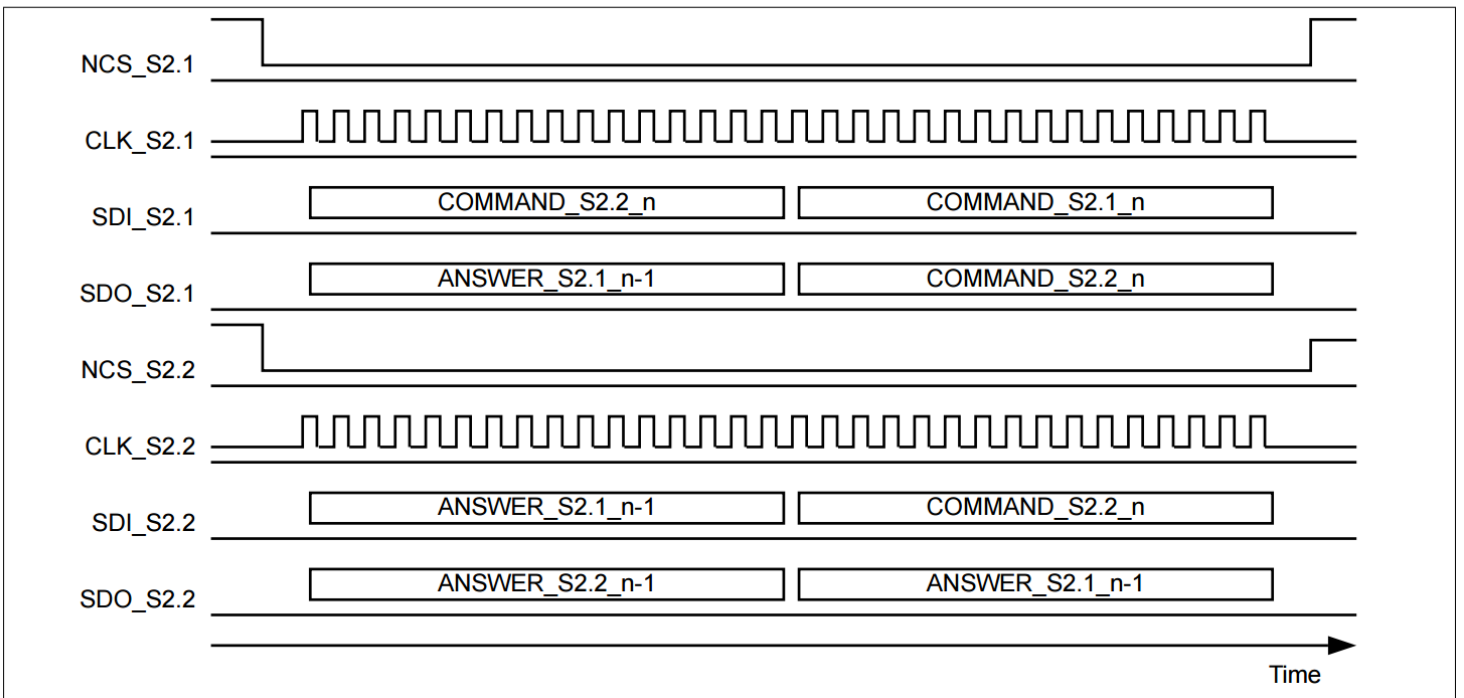 NCS_S2.1
CLK_S2.1
SDI_S2.1 COMMAND_S2.2_n COMMAND_S2.1_n
SDO_S2.1 ANSWER_S2.1_n-1 COMMAND_S2.2_n
NCS_S2.2
CLK_S2.2
SDI_S2.2 ANSWER_S2.1_n-1 COMMAND_S2.2_n
SDO_S2.2 ANSWER_S2.2_n-1 ANSWER_S2.1_n-1
Time